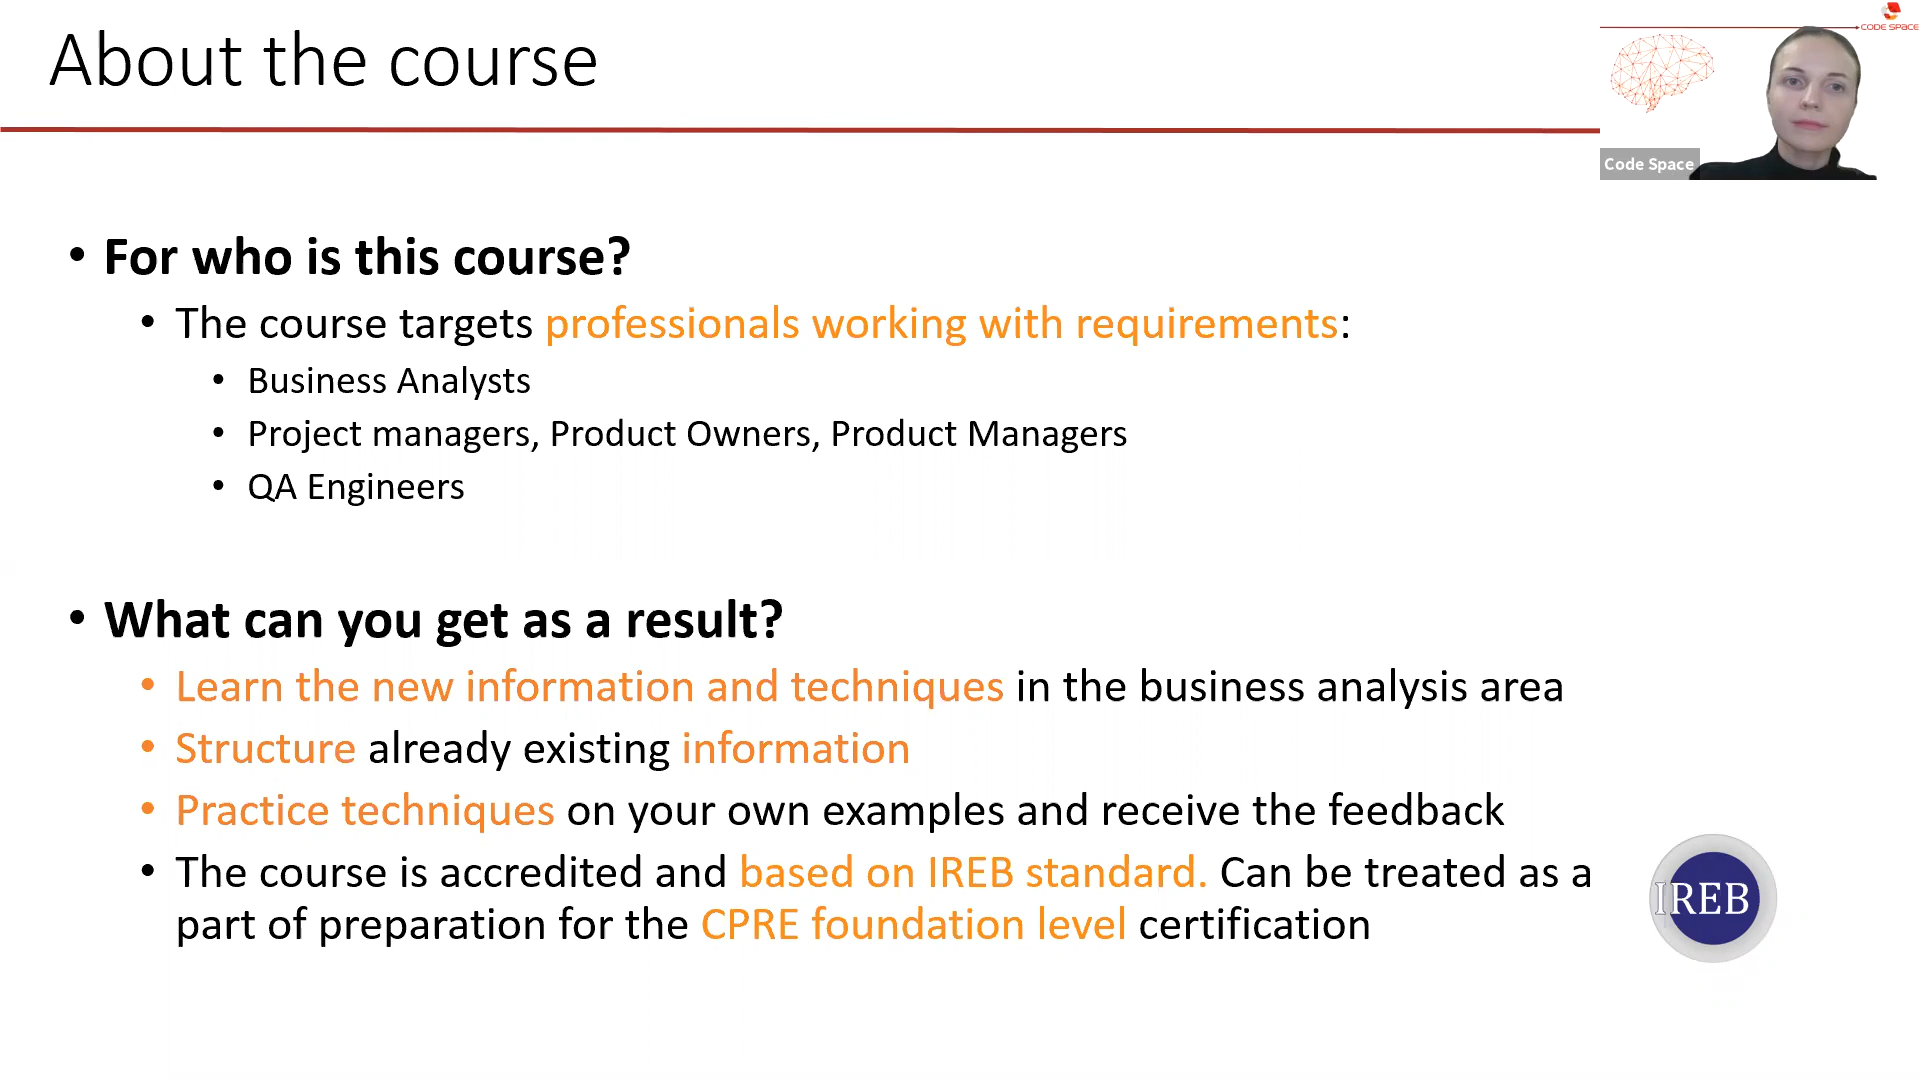 About the course
CODE SPACE
Code Space
• For who is this course?
• The course targets professionals working with requirements:
• Business Analysts
• Project managers, Product Owners, Product Managers
• QA Engineers
• What can you get as a result?
• Learn the new information and techniques in the business analysis area
• Structure already existing information
• Practice techniques on your own examples and receive the feedback
• The course is accredited and based on IREB standard. Can be treated as a
part of preparation for the CPRE foundation level certification
IREB